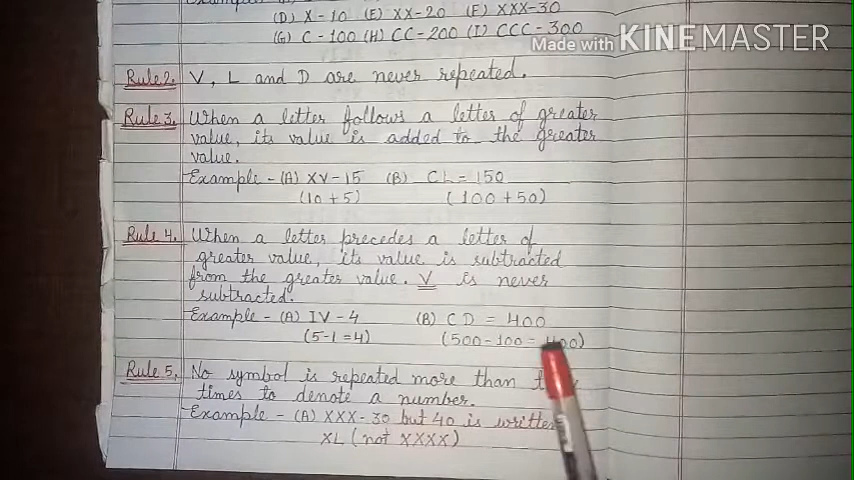 (D) X-10 (E) XX-20 (F) XXX-30
(G) C-100 (H) CC-200 (I) CCC-300
Made with KINEMASTER
Rule 2. V, L and D are never repeated.
Rule 3. When a letter follows a letter of greater
value, its value is added to the greater
value.
Example - (A) XV-15 (B) CL=150
(10+5) (100+50)
Rule 4. When a letter precedes a letter of
greater value, its value is subtracted
from the greater value. V is never
subtracted.
Example - (A) IV-4 (B) CD = 400
(5-1=4) (500-100= 400)
Rule 5. No symbol is repeated more than
times to denote a number.
Example - (A) XXX-30 but 40 is written
XL (not XXXX)